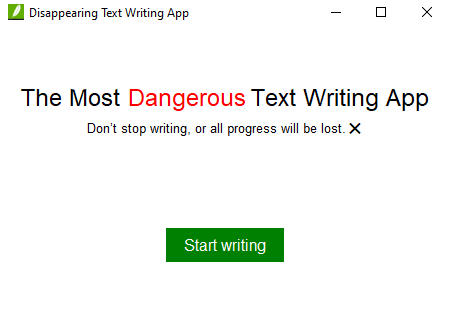 Disappearing Text Writing App
The Most Dangerous Text Writing App
Don't stop writing, or all progress will be lost. ❌
Start writing